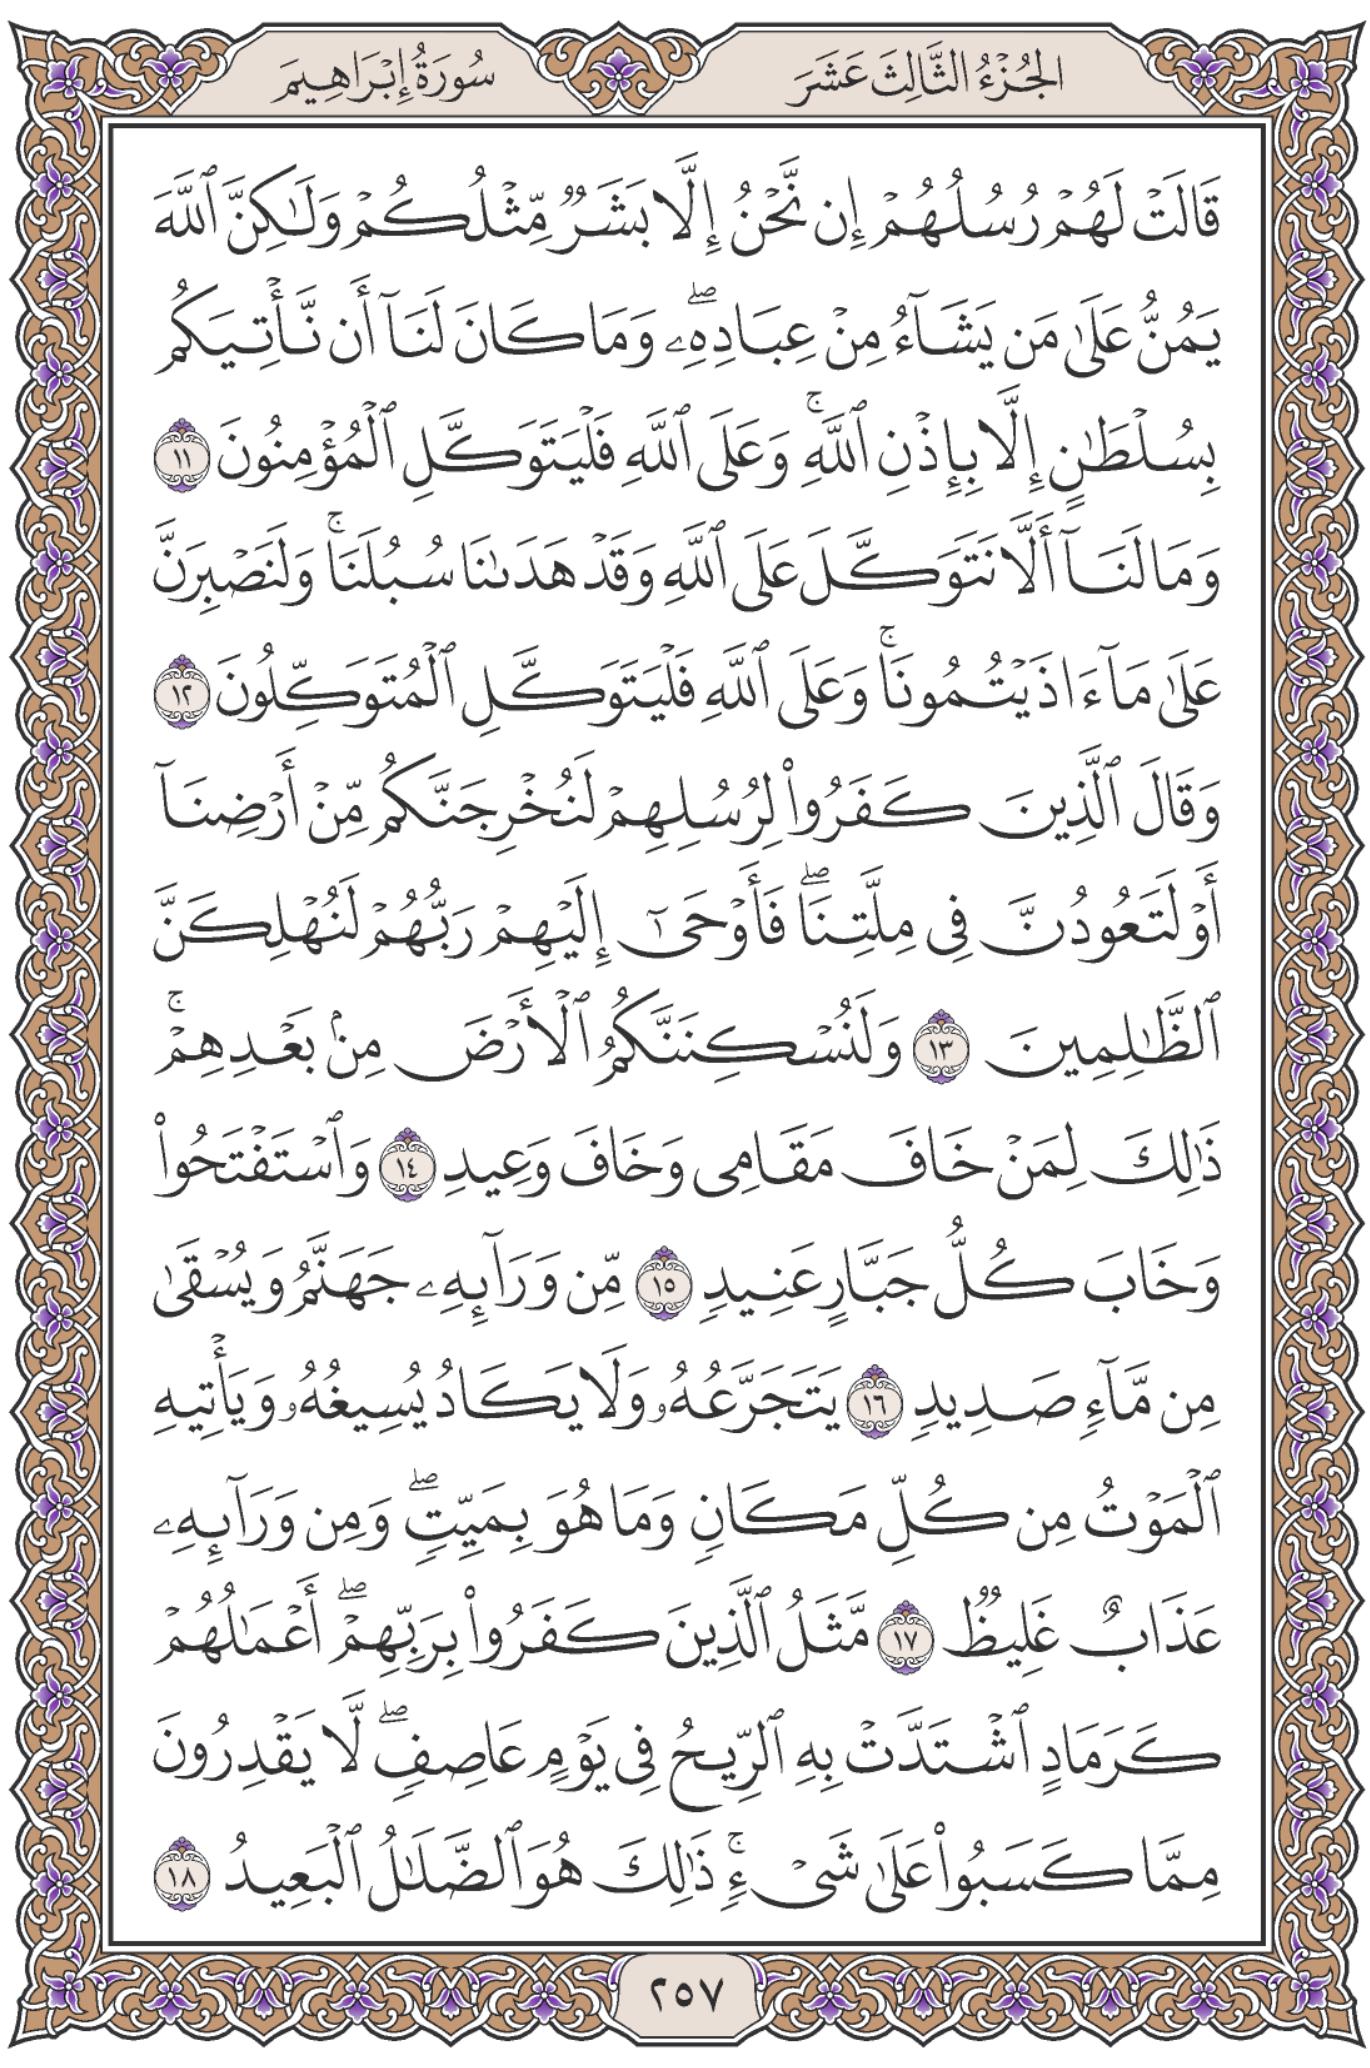 الجُزْءُ الثَّالِثَ عَشَرَ
سُورَةُ إِبْرَاهِيمَ
قَالَتْ لَهُمْ رُسُلُهُمْ إِن نَّحْنُ إِلَّا بَشَرٌ مِّثْلُكُمْ وَلَٰكِنَّ ٱللَّهَ
يَمُنُّ عَلَىٰ مَن يَشَآءُ مِنْ عِبَادِهِۦۖ وَمَا كَانَ لَنَآ أَن نَّأْتِيَكُم
بِسُلْطَٰنٍ إِلَّا بِإِذْنِ ٱللَّهِۚ وَعَلَى ٱللَّهِ فَلْيَتَوَكَّلِ ٱلْمُؤْمِنُونَ ١١
وَمَا لَنَآ أَلَّا نَتَوَكَّلَ عَلَى ٱللَّهِ وَقَدْ هَدَىٰنَا سُبُلَنَاۚ وَلَنَصْبِرَنَّ
عَلَىٰ مَآ ءَاذَيْتُمُونَاۚ وَعَلَى ٱللَّهِ فَلْيَتَوَكَّلِ ٱلْمُتَوَكِّلُونَ ١٢
وَقَالَ ٱلَّذِينَ كَفَرُوا۟ لِرُسُلِهِمْ لَنُخْرِجَنَّكُم مِّنْ أَرْضِنَآ
أَوْ لَتَعُودُنَّ فِى مِلَّتِنَاۖ فَأَوْحَىٰٓ إِلَيْهِمْ رَبُّهُمْ لَنُهْلِكَنَّ
ٱلظَّٰلِمِينَ ١٣ وَلَنُسْكِنَنَّكُمُ ٱلْأَرْضَ مِنۢ بَعْدِهِمْۚ
ذَٰلِكَ لِمَنْ خَافَ مَقَامِى وَخَافَ وَعِيدِ ١٤ وَٱسْتَفْتَحُوا۟
وَخَابَ كُلُّ جَبَّارٍ عَنِيدٍ ١٥ مِّن وَرَآئِهِۦ جَهَنَّمُ وَيُسْقَىٰ
مِن مَّآءٍ صَدِيدٍ ١٦ يَتَجَرَّعُهُۥ وَلَا يَكَادُ يُسِيغُهُۥ وَيَأْتِيهِ
ٱلْمَوْتُ مِن كُلِّ مَكَانٍ وَمَا هُوَ بِمَيِّتٍۖ وَمِن وَرَآئِهِۦ
عَذَابٌ غَلِيظٌ ١٧ مَّثَلُ ٱلَّذِينَ كَفَرُوا۟ بِرَبِّهِمْۖ أَعْمَٰلُهُمْ
كَرَمَادٍ ٱشْتَدَّتْ بِهِ ٱلرِّيحُ فِى يَوْمٍ عَاصِفٍۖ لَّا يَقْدِرُونَ
مِمَّا كَسَبُوا۟ عَلَىٰ شَىْءٍۚ ذَٰلِكَ هُوَ ٱلضَّلَٰلُ ٱلْبَعِيدُ ١٨
٢٥٧